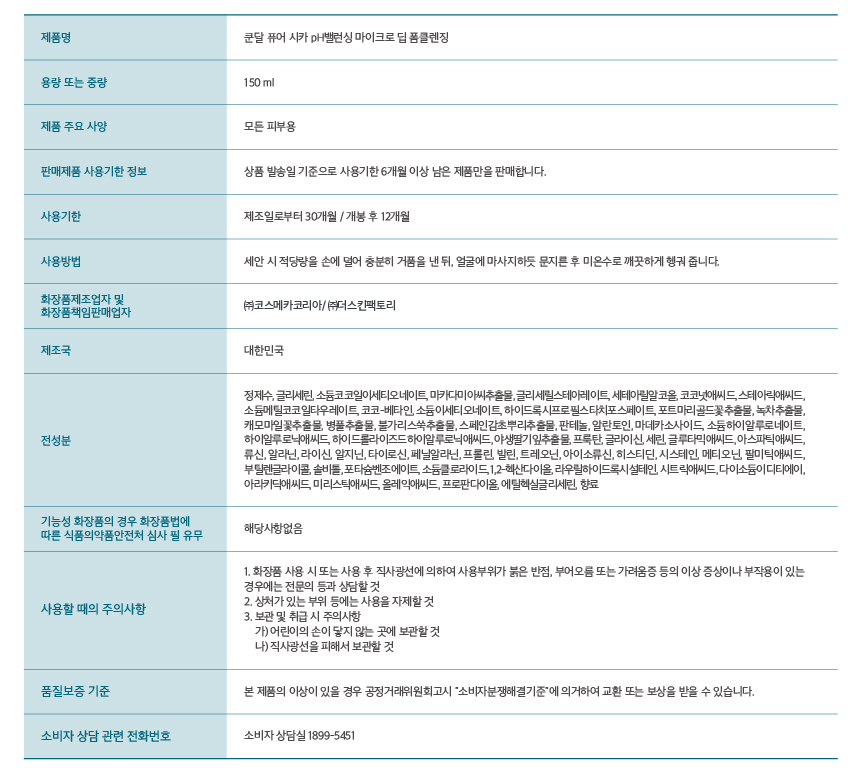 제품명
쿤달 퓨어 시카 pH밸런싱 마이크로 딥 폼클렌징
용량 또는 중량
150 ml
제품 주요 사양
모든 피부용
판매제품 사용기한 정보
상품 발송일 기준으로 사용기한 6개월 이상 남은 제품만을 판매합니다.
사용기한
제조일로부터 30개월 / 개봉 후 12개월
사용방법
세안 시 적당량을 손에 덜어 충분히 거품을 낸 뒤, 얼굴에 마사지하듯 문지른 후 미온수로 깨끗하게 헹궈 줍니다.
화장품제조업자 및
화장품책임판매업자
㈜코스메카코리아/ ㈜더스킨팩토리
제조국
대한민국
전성분
정제수, 글리세린, 소듐코코일이세티오네이트, 마카다미아씨추출물, 글리세릴스테아레이트, 세테아릴알코올, 코코넛애씨드, 스테아릭애씨드,
소듐메틸코코일타우레이트, 코코-베타인, 소듐이세티오네이트, 하이드록시프로필스타치포스페이트, 포트마리골드꽃추출물, 녹차추출물,
캐모마일꽃추출물, 병풀추출물, 불가리스쑥추출물, 스페인감초뿌리추출물, 판테놀, 알란토인, 마데카소사이드, 소듐하이알루로네이트,
하이알루로닉애씨드, 하이드롤라이즈드하이알루로닉애씨드, 야생딸기잎추출물, 프룩탄, 글라이신, 세린, 글루타믹애씨드, 아스파틱애씨드,
류신, 알라닌, 라이신, 알지닌, 타이로신, 페닐알라닌, 프롤린, 발린, 트레오닌, 아이소류신, 히스티딘, 시스테인, 메티오닌, 팔미틱애씨드,
부틸렌글라이콜, 솔비톨, 포타슘벤조에이트, 소듐클로라이드, 1,2-헥산다이올, 라우릴하이드록시설테인, 시트릭애씨드, 다이소듐이디티에이,
아라키딕애씨드, 미리스틱애씨드, 올레익애씨드, 프로판다이올, 에틸헥실글리세린, 향료
기능성 화장품의 경우 화장품법에
따른 식품의약품안전처 심사 필 유무
해당사항없음
사용할 때의 주의사항
1. 화장품 사용 시 또는 사용 후 직사광선에 의하여 사용부위가 붉은 반점, 부어오름 또는 가려움증 등의 이상 증상이나 부작용이 있는
경우에는 전문의 등과 상담할 것
2. 상처가 있는 부위 등에는 사용을 자제할 것
3. 보관 및 취급 시 주의사항
가) 어린이의 손이 닿지 않는 곳에 보관할 것
나) 직사광선을 피해서 보관할 것
품질보증 기준
본 제품의 이상이 있을 경우 공정거래위원회고시 "소비자분쟁해결기준"에 의거하여 교환 또는 보상을 받을 수 있습니다.
소비자 상담 관련 전화번호
소비자 상담실 1899-5451